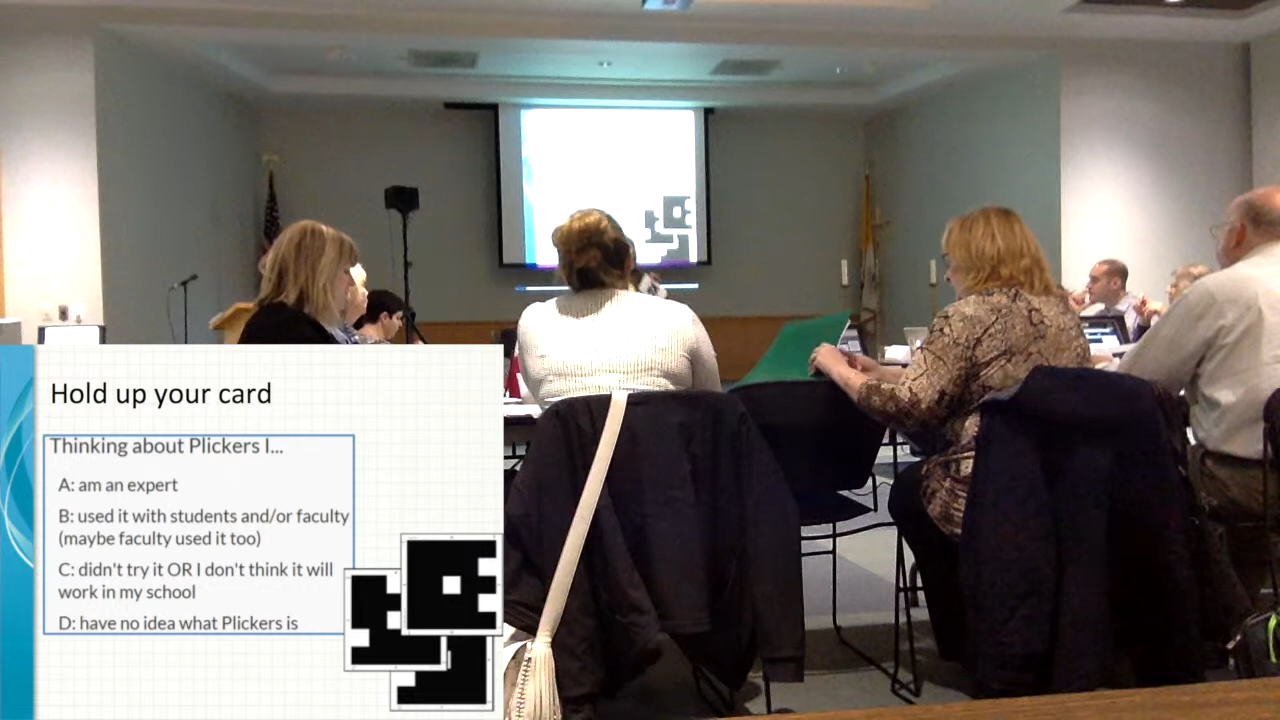 Hold up your card
Thinking about Plickers I...
A: am an expert
B: used it with students and/or faculty
(maybe faculty used it too)
C: didn't try it OR I don't think it will
work in my school
D: have no idea what Plickers is